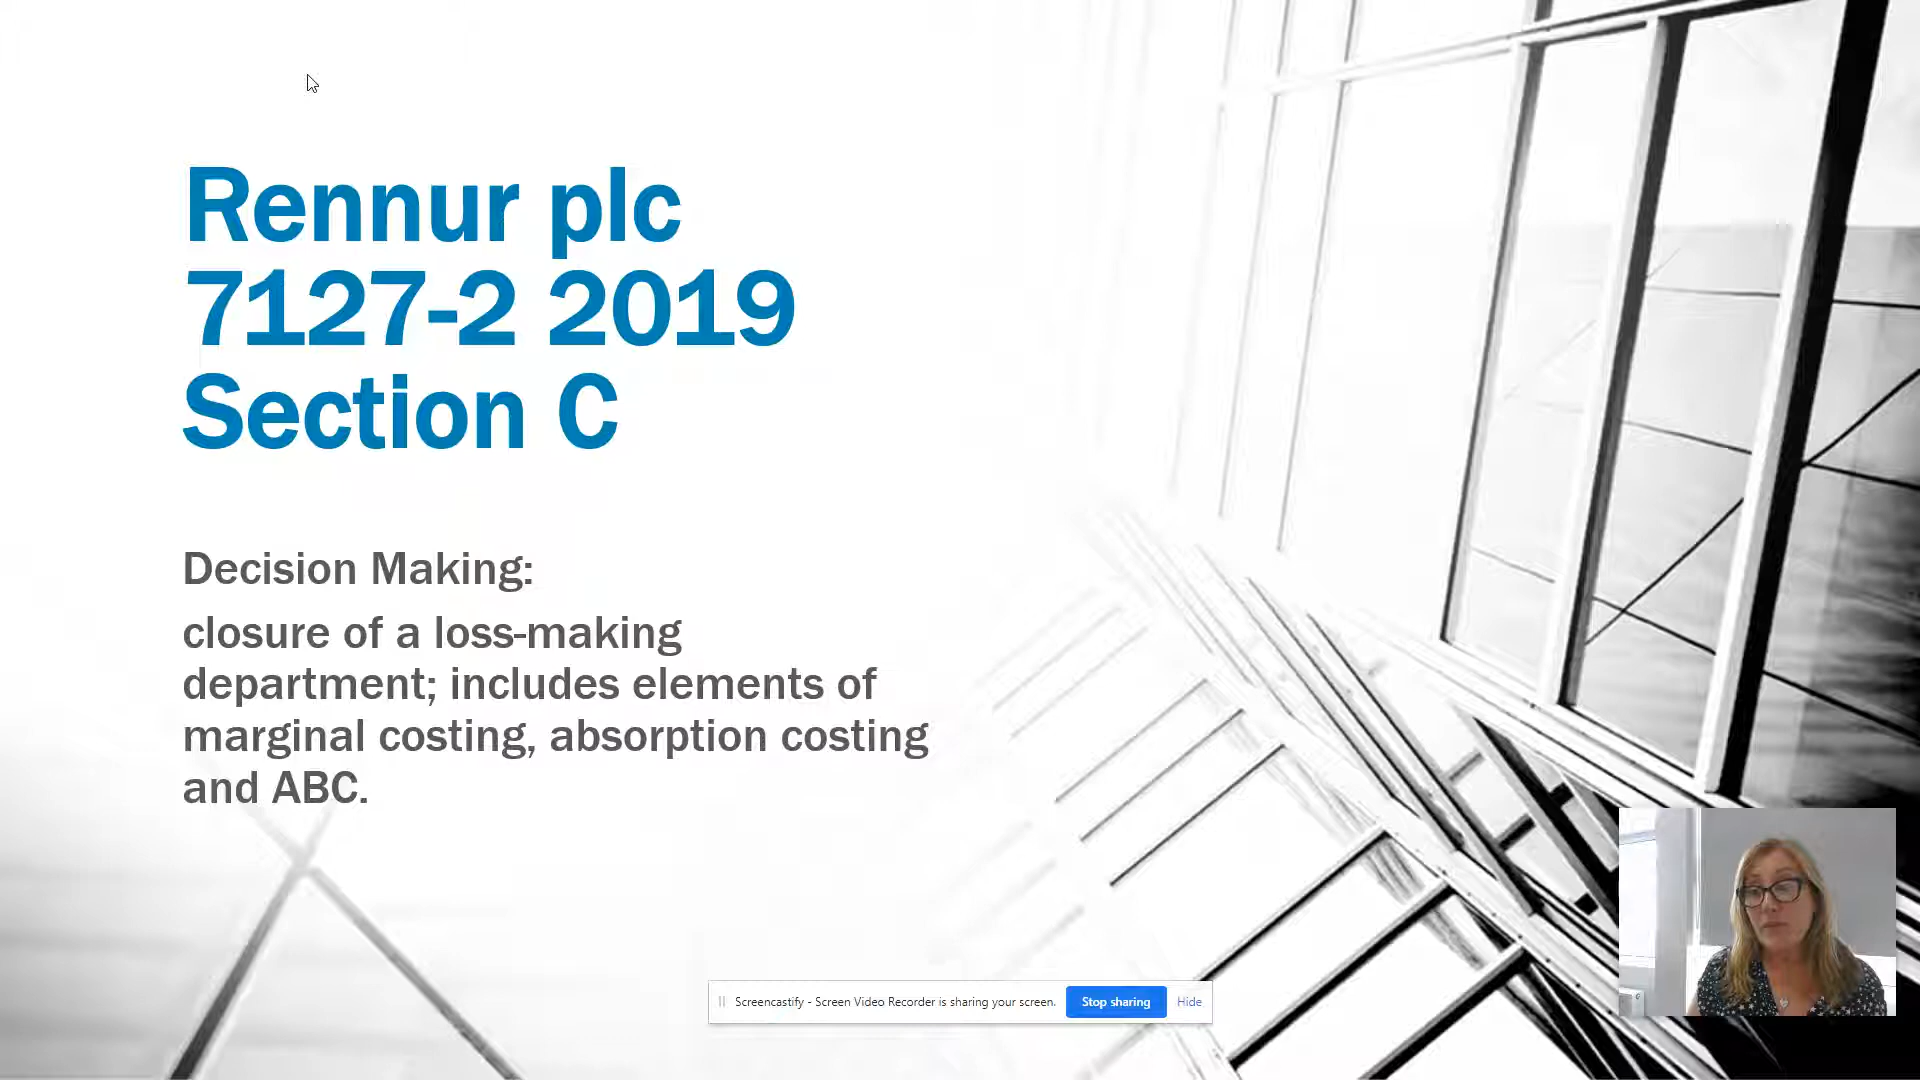 Rennur plc
7127-2 2019
Section C
Decision Making:
closure of a loss-making
department; includes elements of
marginal costing, absorption costing
and ABC.
Screencastify - Screen Video Recorder is sharing your screen.
Stop sharing
Hide